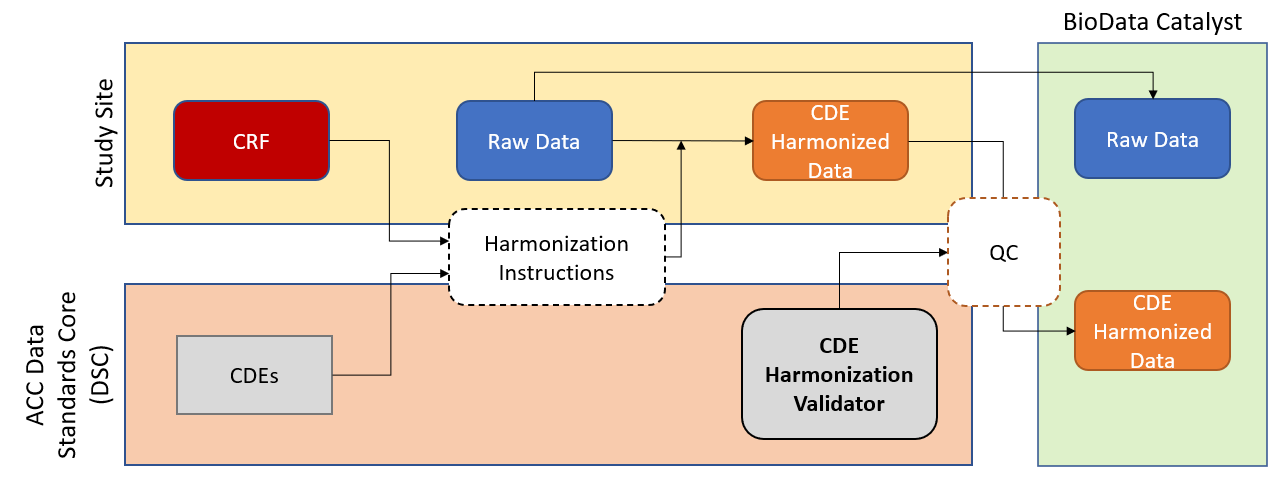 BioData Catalyst
Study Site
CRF
Raw Data
CDE
Harmonized
Data
Raw Data
Harmonization
Instructions
QC
ACC Data
Standards Core
(DSC)
CDEs
CDE
Harmonization
Validator
CDE
Harmonized
Data